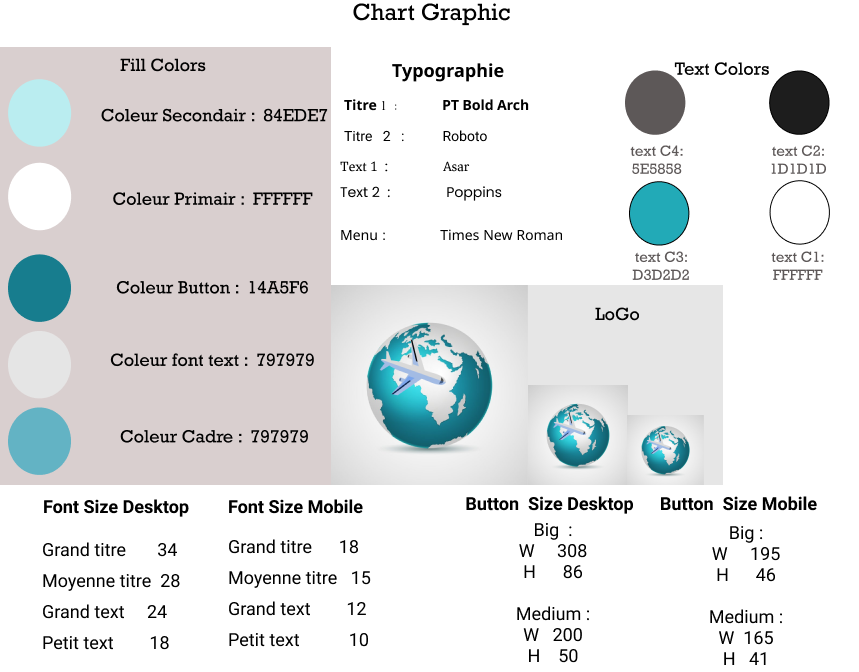 Chart Graphic
Fill Colors
Coleur Secondair : 84EDE7
Coleur Primair : FFFFFF
Coleur Button : 14A5F6
Coleur font text : 797979
Coleur Cadre : 797979
Typographie
Titre 1 : PT Bold Arch
Titre 2 : Roboto
Text 1 : Asar
Text 2 : Poppins
Menu : Times New Roman
Text Colors
text C4:
5E5858
text C2:
1D1D1D
text C3:
D3D2D2
text C1:
FFFFFF
LoGo
Font Size Desktop
Grand titre 34
Moyenne titre 28
Grand text 24
Petit text 18
Font Size Mobile
Grand titre 18
Moyenne titre 15
Grand text 12
Petit text 10
Button Size Desktop
Big :
W 308
H 86
Medium :
W 200
H 50
Button Size Mobile
Big :
W 195
H 46
Medium :
W 165
H 41